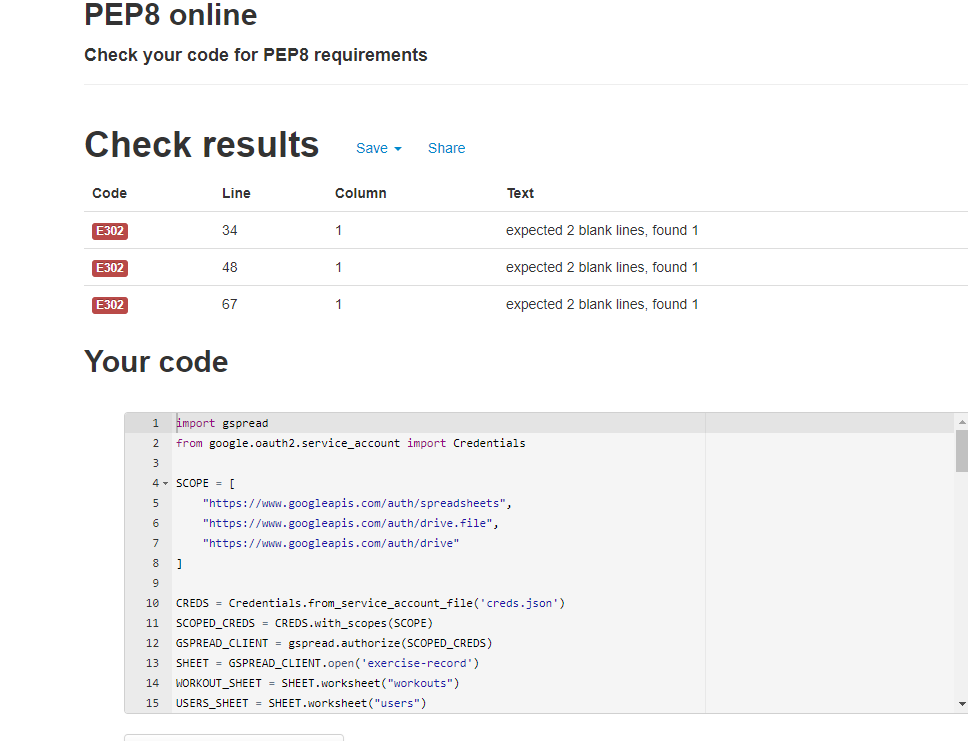 PEP8 online
Check your code for PEP8 requirements
Check results Save Share
Code Line Column Text
E302 34 1 expected 2 blank lines, found 1
E302 48 1 expected 2 blank lines, found 1
E302 67 1 expected 2 blank lines, found 1
Your code
1 import gspread
2 from google.oauth2.service_account import Credentials
3
4 SCOPE = [
5     "https://www.googleapis.com/auth/spreadsheets",
6     "https://www.googleapis.com/auth/drive.file",
7     "https://www.googleapis.com/auth/drive"
8 ]
9
10 CREDS = Credentials.from_service_account_file('creds.json')
11 SCOPED_CREDS = CREDS.with_scopes(SCOPE)
12 GSPREAD_CLIENT = gspread.authorize(SCOPED_CREDS)
13 SHEET = GSPREAD_CLIENT.open('exercise-record')
14 WORKOUT_SHEET = SHEET.worksheet("workouts")
15 USERS_SHEET = SHEET.worksheet("users")